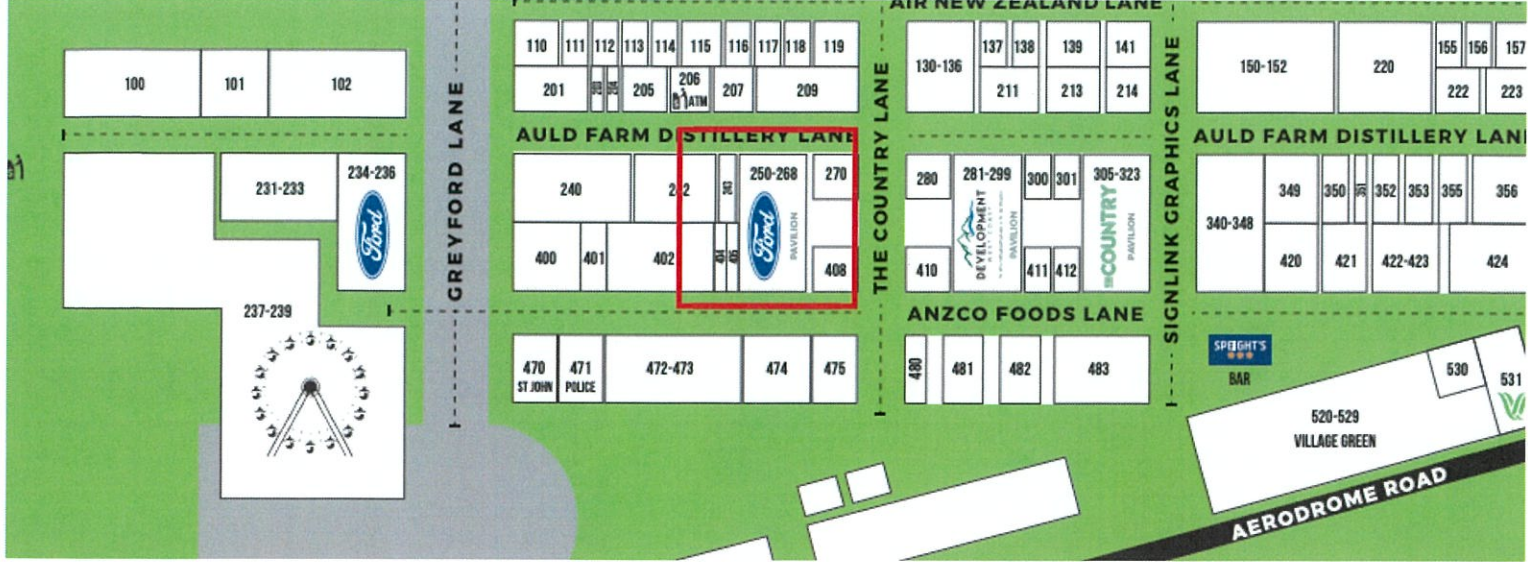 AIR NEW ZEALAND LANE
110 111 112 113 114 115 116 117 118 119
137 138 139 141
155 156 157
100 101 102
130-136
150-152 220
201 205 206 207 209
ATM
211 213 214
222 223
GREYFORD LANE
THE COUNTRY LANE
SIGNLINK GRAPHICS LANE
AULD FARM DISTILLERY LANE
AULD FARM DISTILLERY LANE
231-233
234-236
Ford
240
250-268
Ford
PAVILION
270
280
281-299
DEVELOPMENT
PAVILION
300 301
305-323
COUNTRY
PAVILION
340-348
349 350 351 352 353 355 356
400 401 402
408
410
411 412
420 421 422-423 424
237-239
ANZCO FOODS LANE
470
ST JOHN
471
POLICE
472-473 474 475
480 481 482 483
SPEIGHT'S
BAR
530
531
520-529
VILLAGE GREEN
AERODROME ROAD